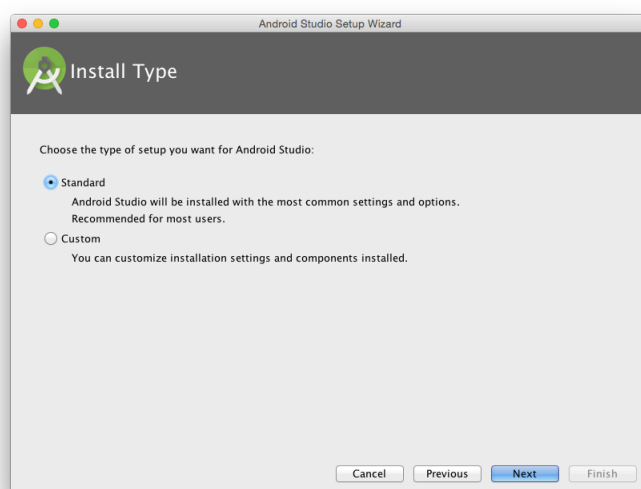 Android Studio Setup Wizard
Install Type
Choose the type of setup you want for Android Studio:
Standard
Android Studio will be installed with the most common settings and options.
Recommended for most users.
Custom
You can customize installation settings and components installed.
Cancel Previous Next Finish